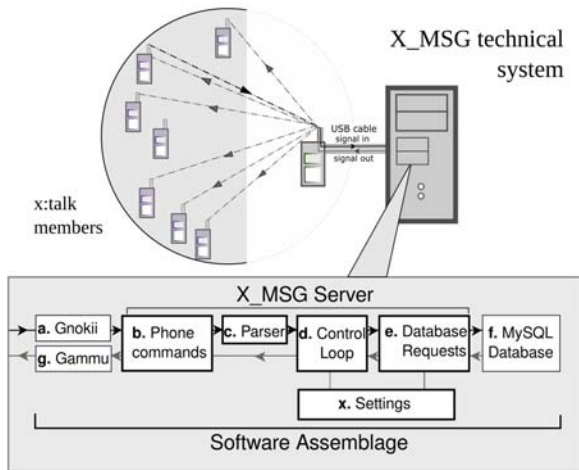 X_MSG technical
system
USB cable
signal in
signal out
x:talk
members
X_MSG Server
a. Gnokii
b. Phone
commands
c. Parser
d. Control
Loop
e. Database
Requests
f. MySQL
Database
g. Gammu
x. Settings
Software Assemblage